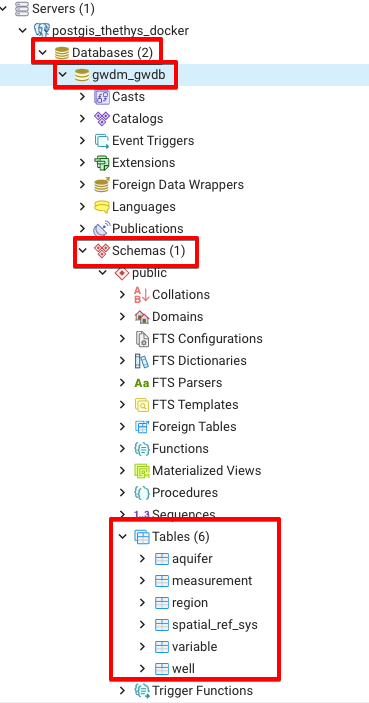 Servers (1)
postgis_thethys_docker
Databases (2)
gwdm_gwdb
Casts
Catalogs
Event Triggers
Extensions
Foreign Data Wrappers
Languages
Publications
Schemas (1)
public
Collations
Domains
FTS Configurations
FTS Dictionaries
FTS Parsers
FTS Templates
Foreign Tables
Functions
Materialized Views
Procedures
1..3 Sequences
Tables (6)
aquifer
measurement
region
spatial_ref_sys
variable
well
Trigger Functions